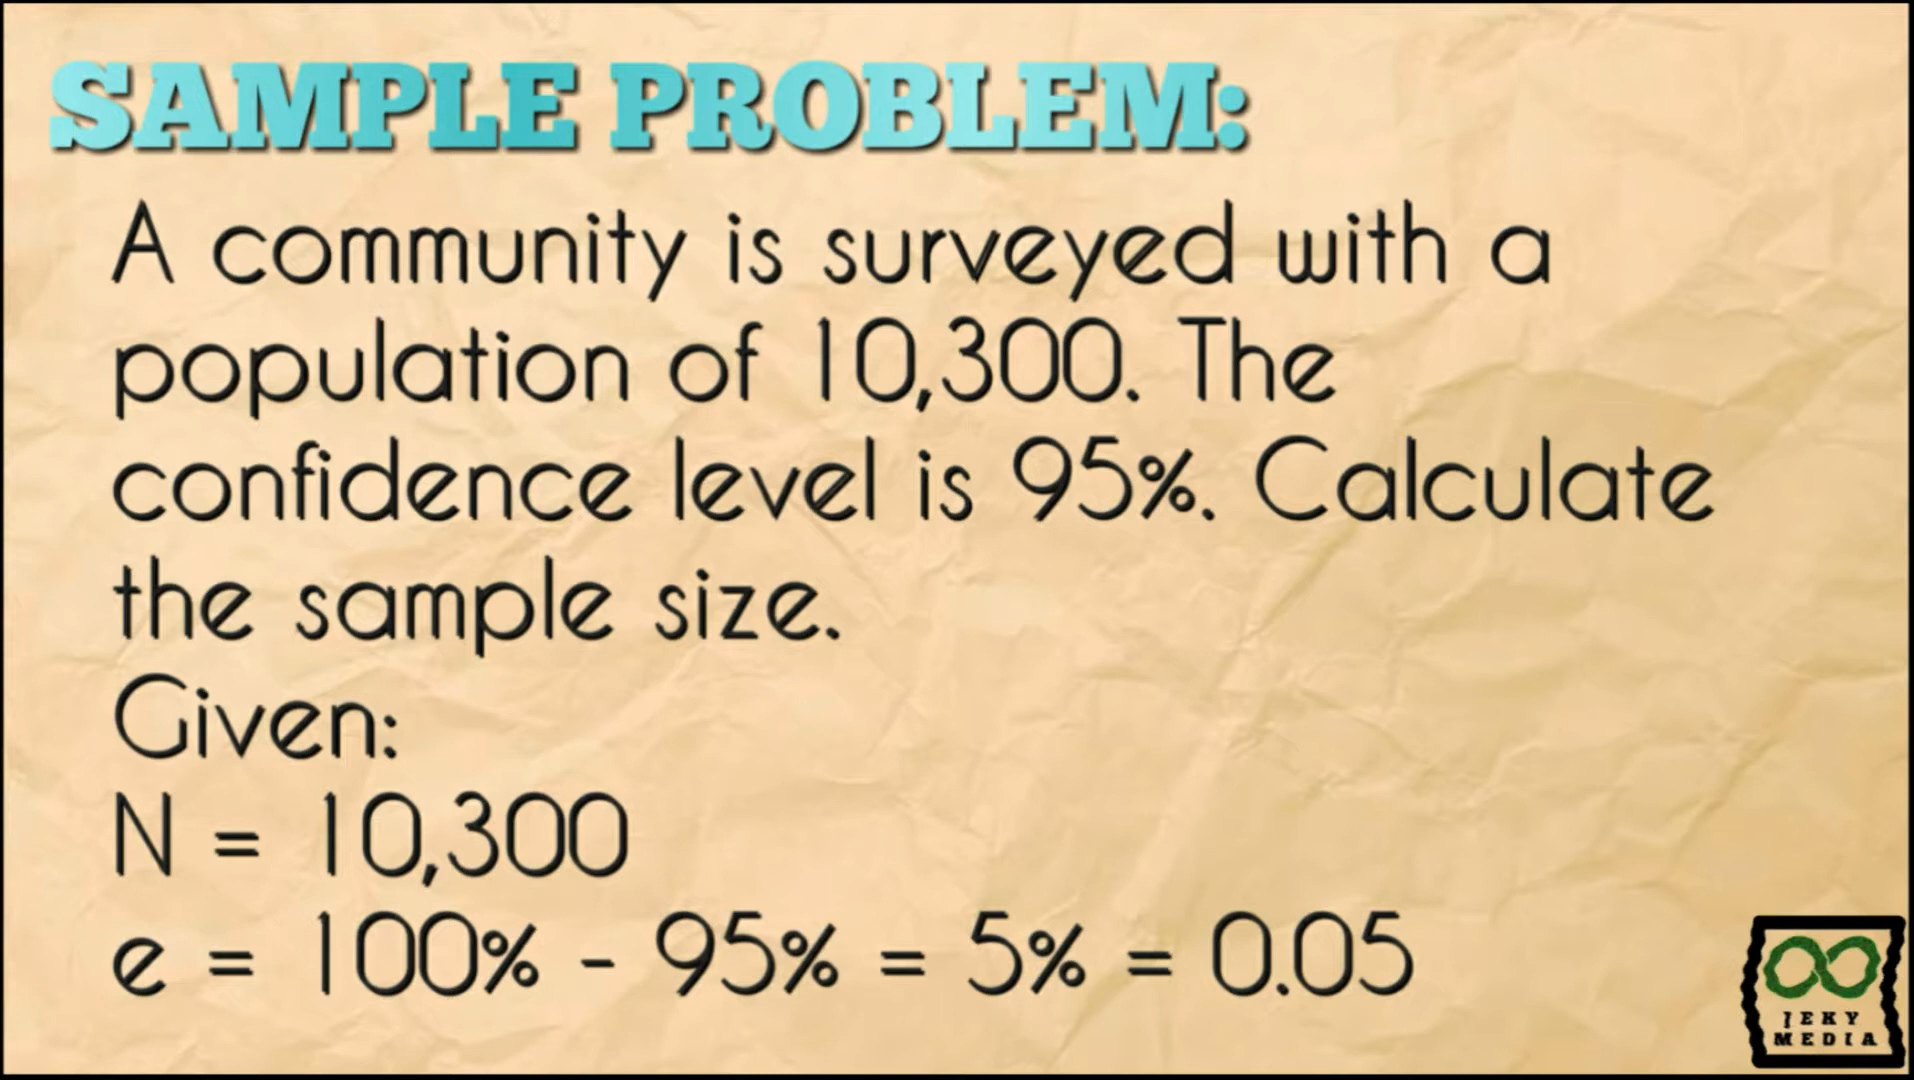 SAMPLE PROBLEM:
A community is surveyed with a
population of 10,300. The
confidence level is 95%. Calculate
the sample size.
Given:
N = 10,300
e = 100% - 95% = 5% = 0.05
JEKY
MEDIA